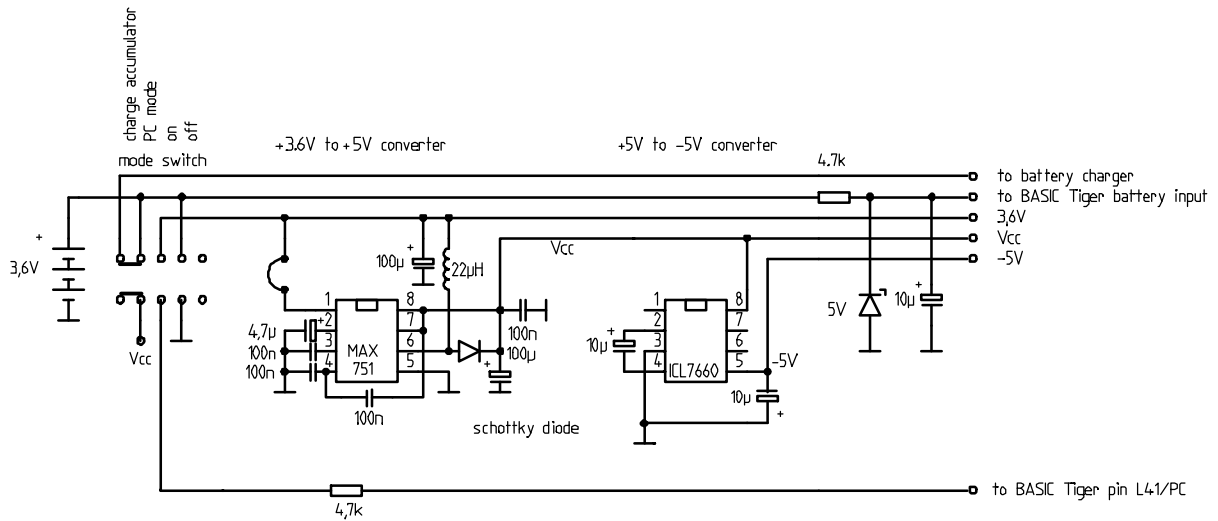 charge accumulator
PC mode
on
off
mode switch
+3.6V to +5V converter
+5V to -5V converter
4.7k
to battery charger
to BASIC Tiger battery input
3,6V
Vcc
-5V
+
3,6V
Vcc
+
100µ
22µH
Vcc
1
2
3
4
8
7
6
5
MAX
751
4,7µ
+
100n
100n
100n
100n
100µ
+
schottky diode
1
2
3
4
8
7
6
5
ICL7660
+
10µ
-5V
10µ
+
5V
+
10µ
4,7k
to BASIC Tiger pin L41/PC